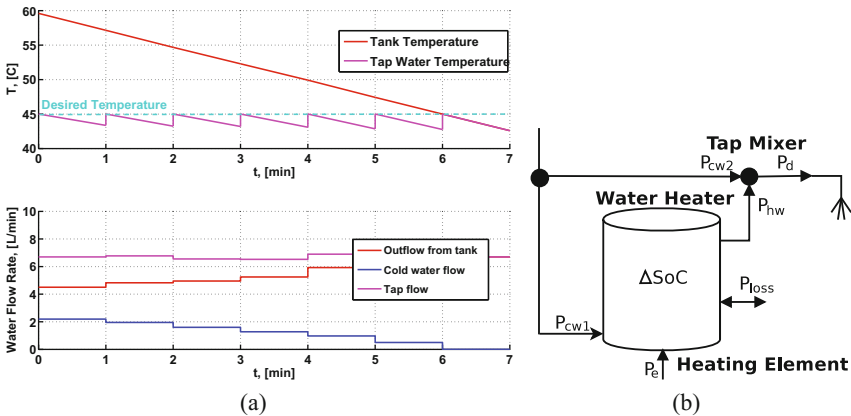 60
55
50
45
40
T, [C]
Tank Temperature
Tap Water Temperature
Desired Temperature
0 1 2 3 4 5 6 7
t, [min]
10
8
6
4
2
0
Water Flow Rate, [L/min]
Outflow from tank
Cold water flow
Tap flow
0 1 2 3 4 5 6 7
t, [min]
(a)
Tap Mixer
Pcw2
Pd
Water Heater
Phw
ΔSoC
Ploss
Pcw1
Pe
Heating Element
(b)